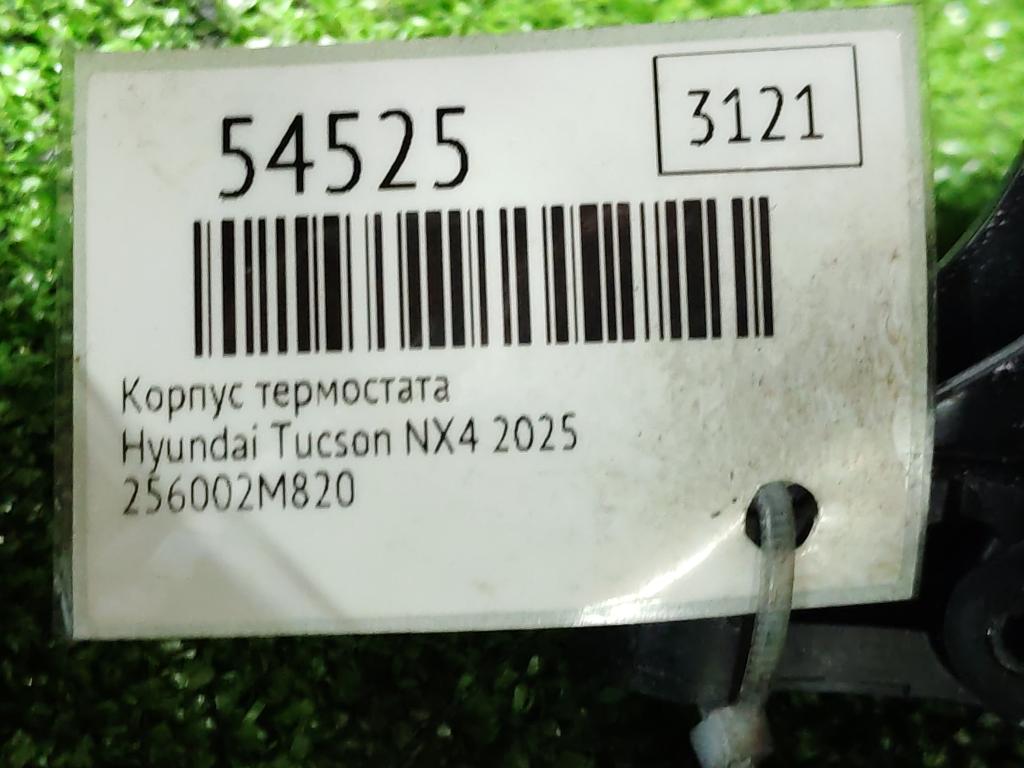 54525
3121
Корпус термостата
Hyundai Tucson NX4 2025
256002M820